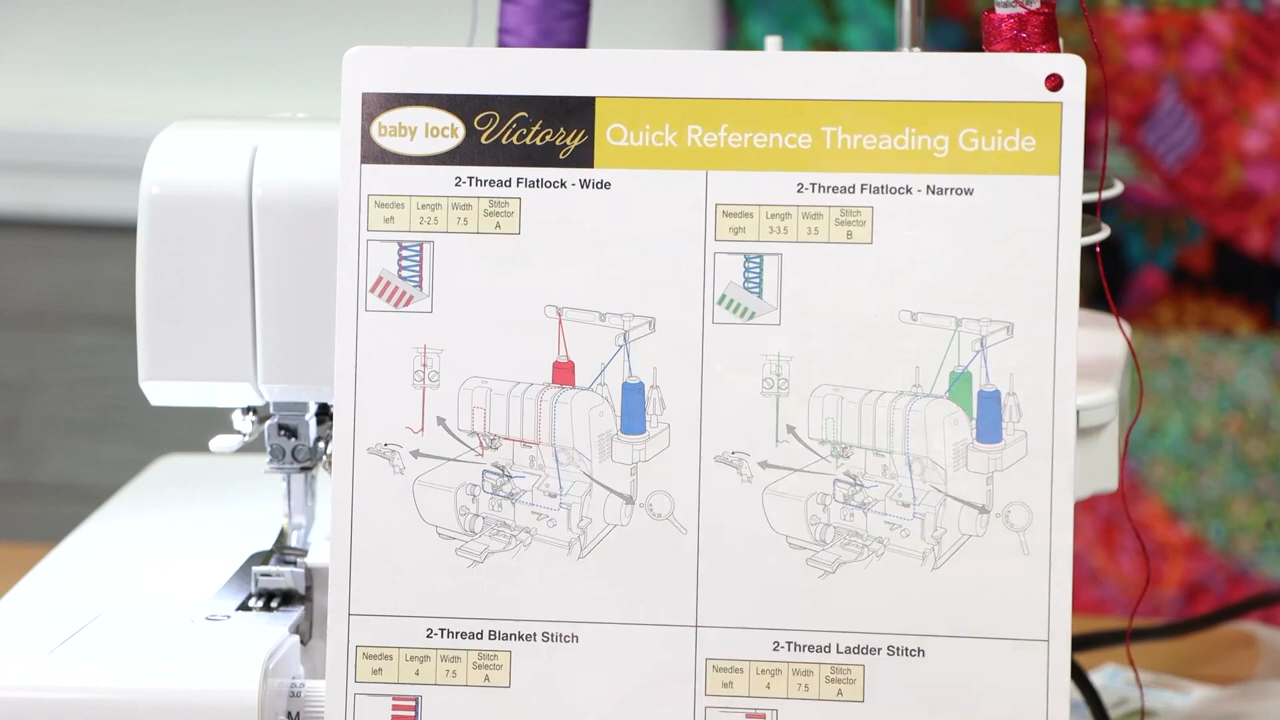 baby lock Victory Quick Reference Threading Guide
2-Thread Flatlock - Wide
Needles Length Width Stitch Selector
left 2-2.5 7.5 A
2-Thread Flatlock - Narrow
Needles Length Width Stitch Selector
right 3-3.5 3.5 B
2-Thread Blanket Stitch
Needles Length Width Stitch Selector
left 4 7.5 A
2-Thread Ladder Stitch
Needles Length Width Stitch Selector
left 4 7.5 A
3.0
M